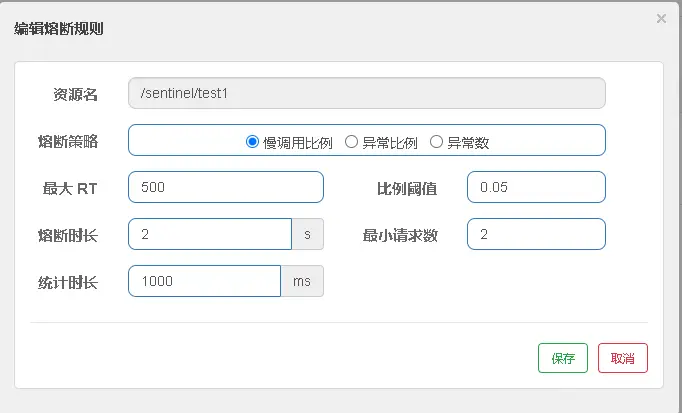 编辑熔断规则
×
资源名 /sentinel/test1
熔断策略 慢调用比例 异常比例 异常数
最大 RT 500 比例阈值 0.05
熔断时长 2 s 最小请求数 2
统计时长 1000 ms
保存 取消